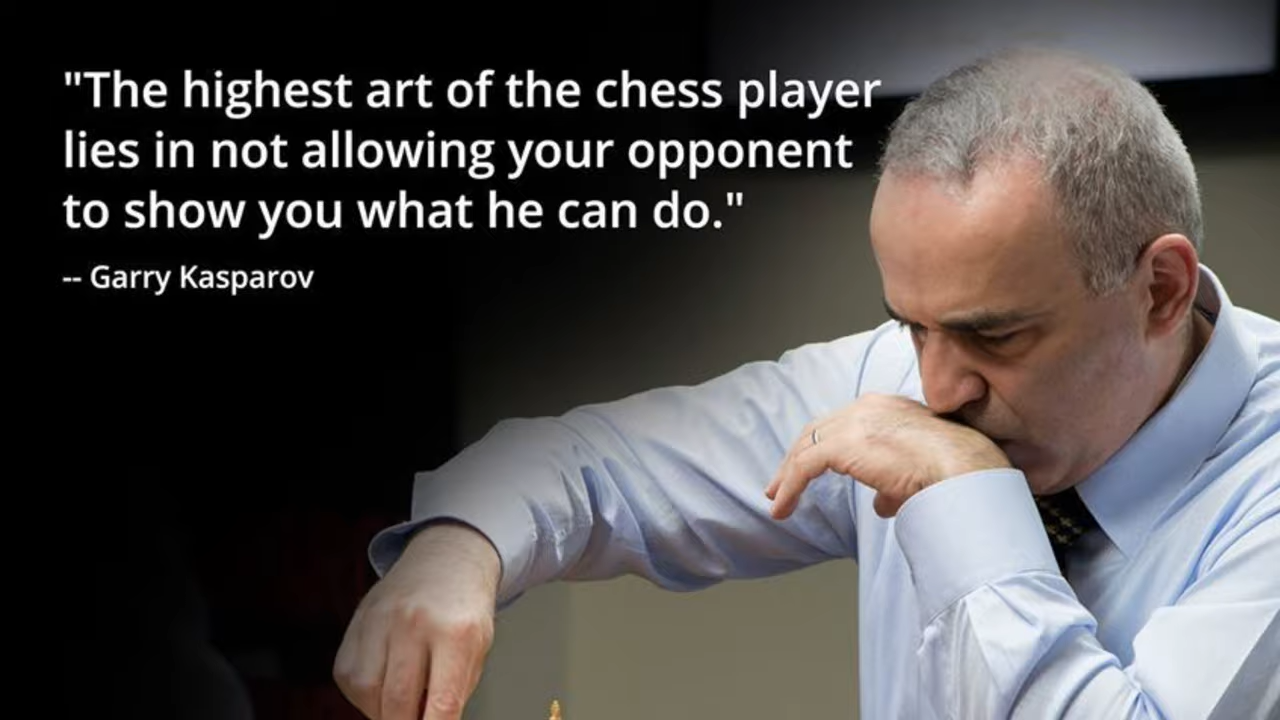 "The highest art of the chess player
lies in not allowing your opponent
to show you what he can do."
-- Garry Kasparov